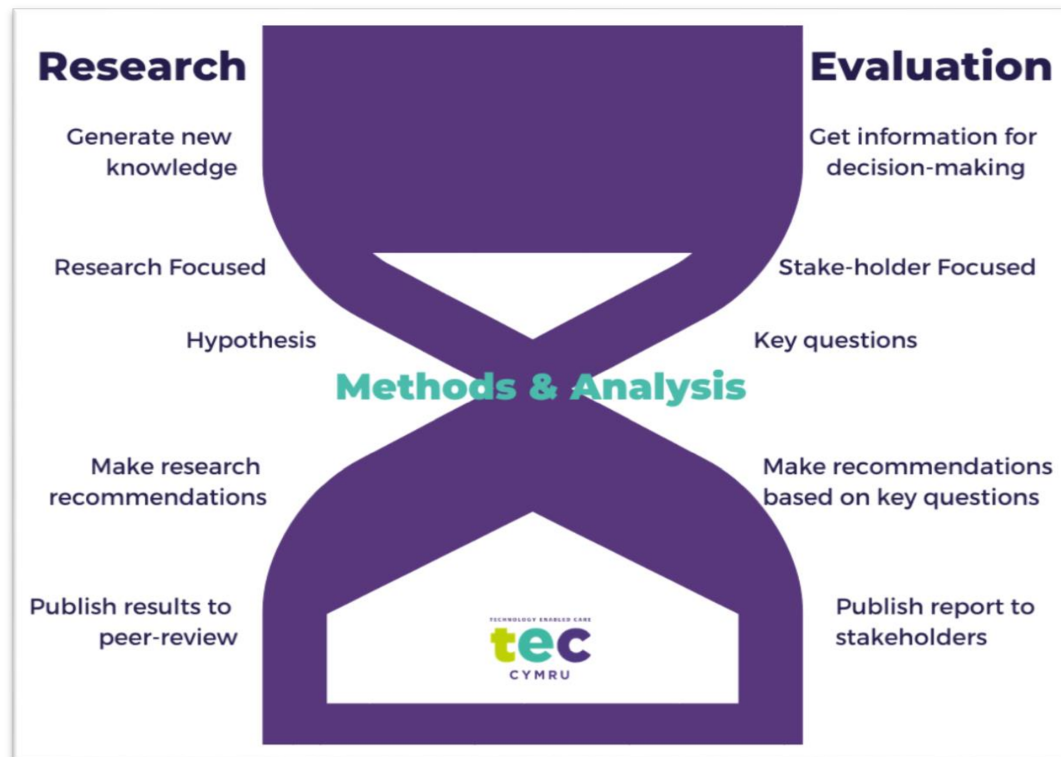 Research
Evaluation
Generate new
knowledge
Get information for
decision-making
Research Focused
Stake-holder Focused
Hypothesis
Key questions
Methods & Analysis
Make research
recommendations
Make recommendations
based on key questions
Publish results to
peer-review
Publish report to
stakeholders
TECHNOLOGY ENABLED CARE
tec
CYMRU